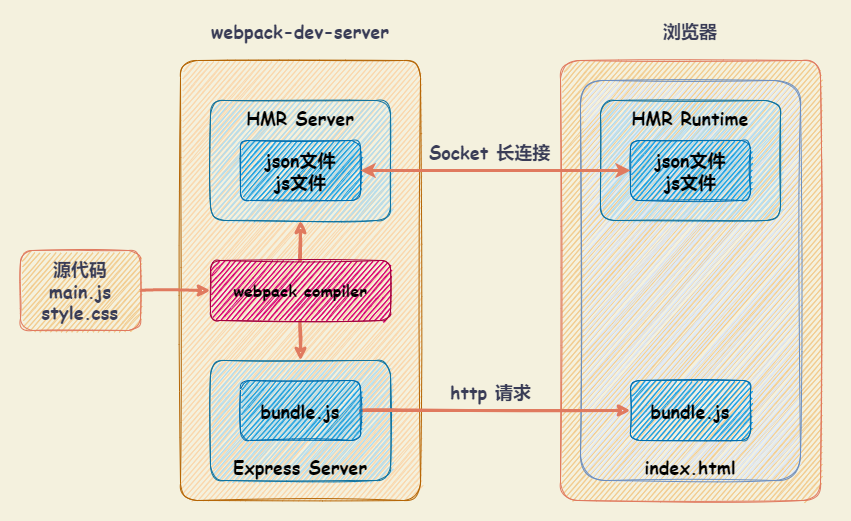 webpack-dev-server
浏览器
HMR Server
json文件
js文件
Socket 长连接
HMR Runtime
json文件
js文件
源代码
main.js
style.css
webpack compiler
bundle.js
Express Server
http 请求
bundle.js
index.html